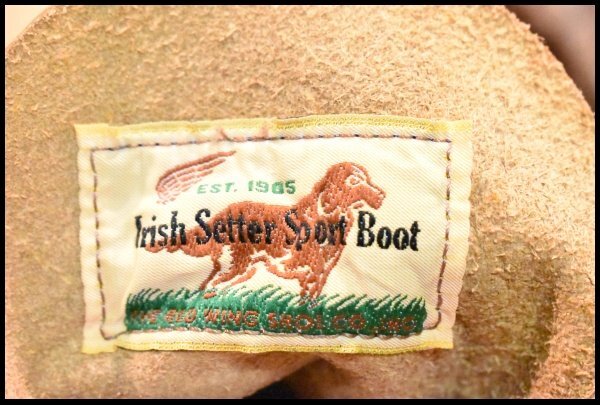 EST. 1905
Irish Setter Sport Boot
THE RED WING SHOE CO., INC.